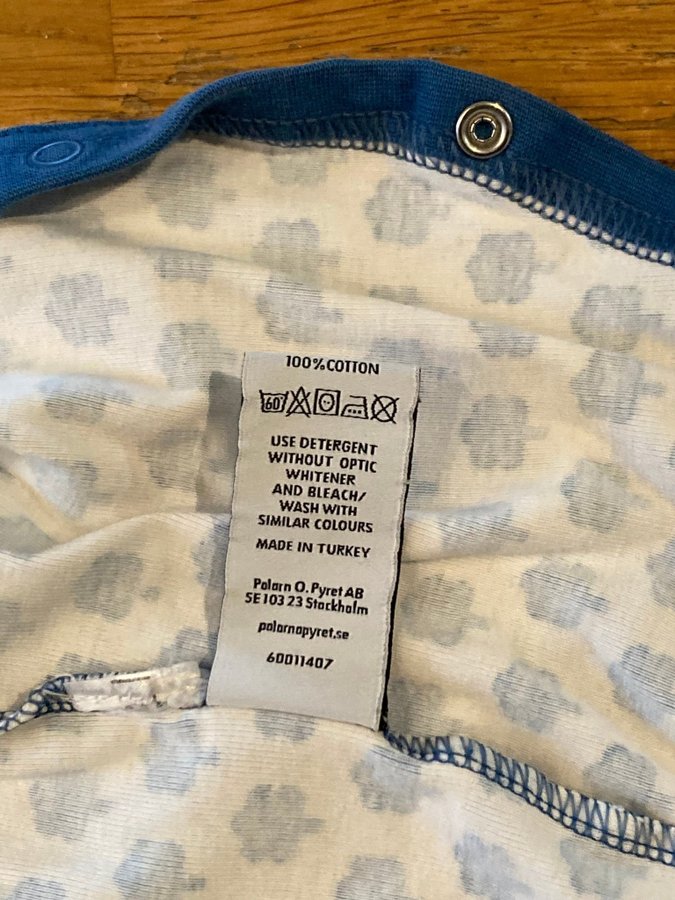 100% COTTON
60
USE DETERGENT
WITHOUT OPTIC
WHITENER
AND BLEACH/
WASH WITH
SIMILAR COLOURS
MADE IN TURKEY
Polarn O. Pyret AB
SE 103 23 Stockholm
polarnopyret.se
60011407